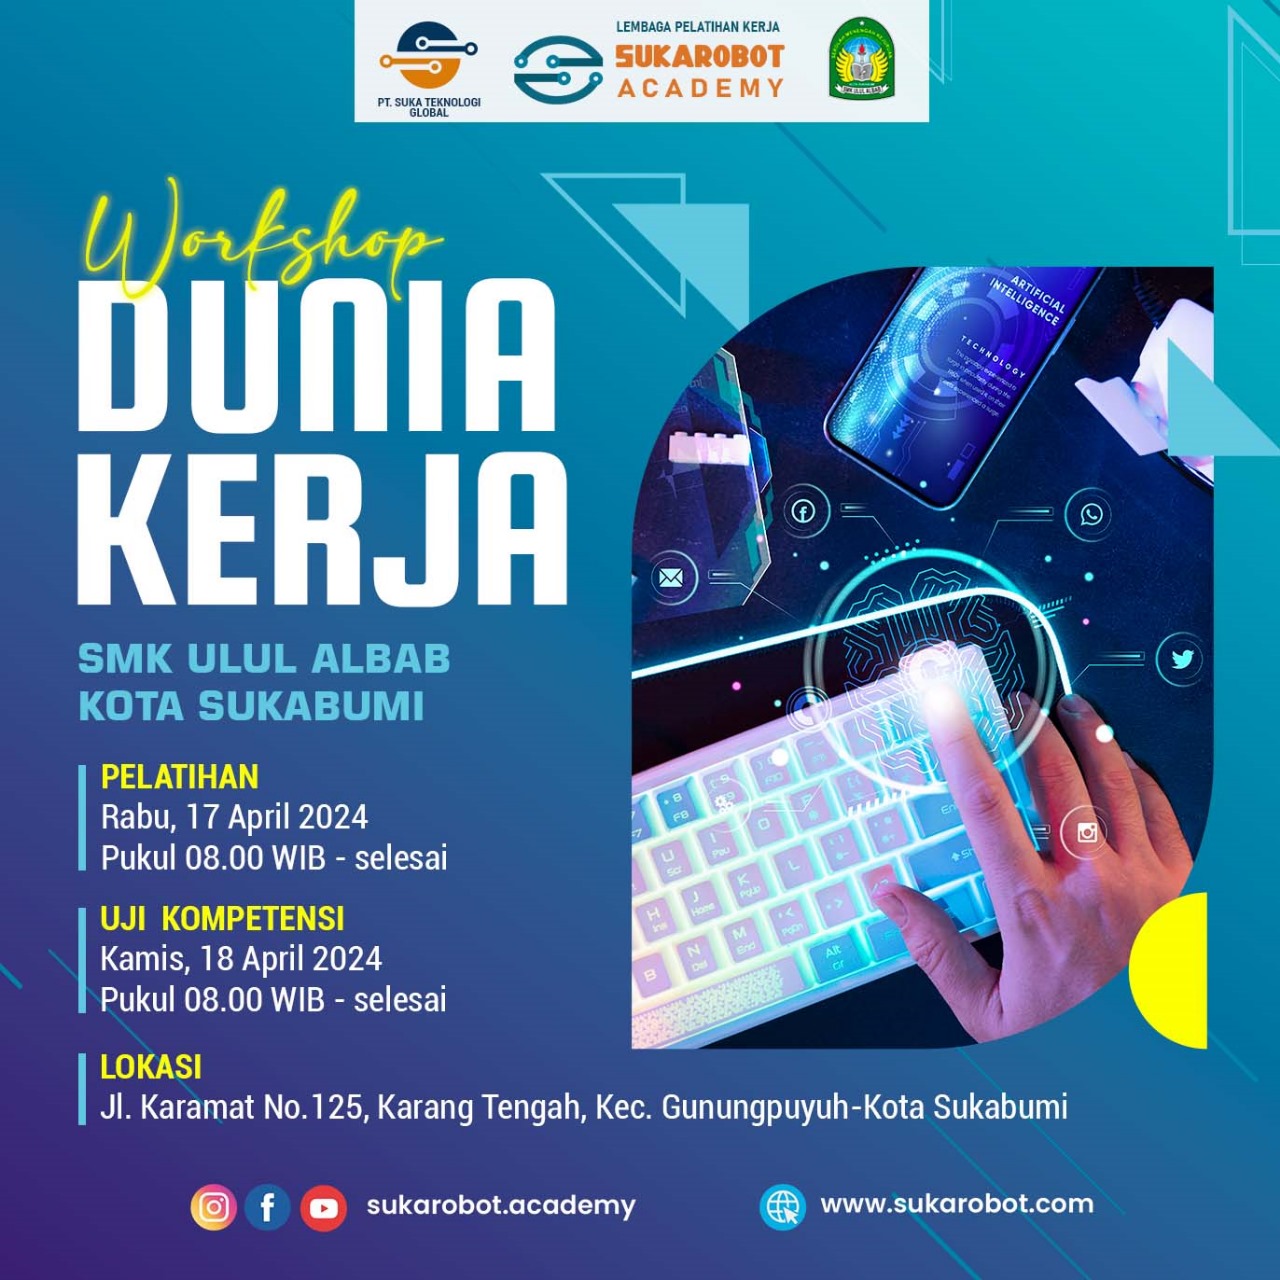 PT. SUKA TEKNOLOGI
GLOBAL
LEMBAGA PELATIHAN KERJA
SUKAROBOT
ACADEMY
SMK ULUL ALBAB
Workshop
DUNIA
KERJA
SMK ULUL ALBAB
KOTA SUKABUMI
PELATIHAN
Rabu, 17 April 2024
Pukul 08.00 WIB - selesai
UJI KOMPETENSI
Kamis, 18 April 2024
Pukul 08.00 WIB - selesai
LOKASI
Jl. Karamat No.125, Karang Tengah, Kec. Gunungpuyuh-Kota Sukabumi
ARTIFICIAL
INTELLIGENCE
TECHNOLOGY
sukarobot.academy
www.sukarobot.com